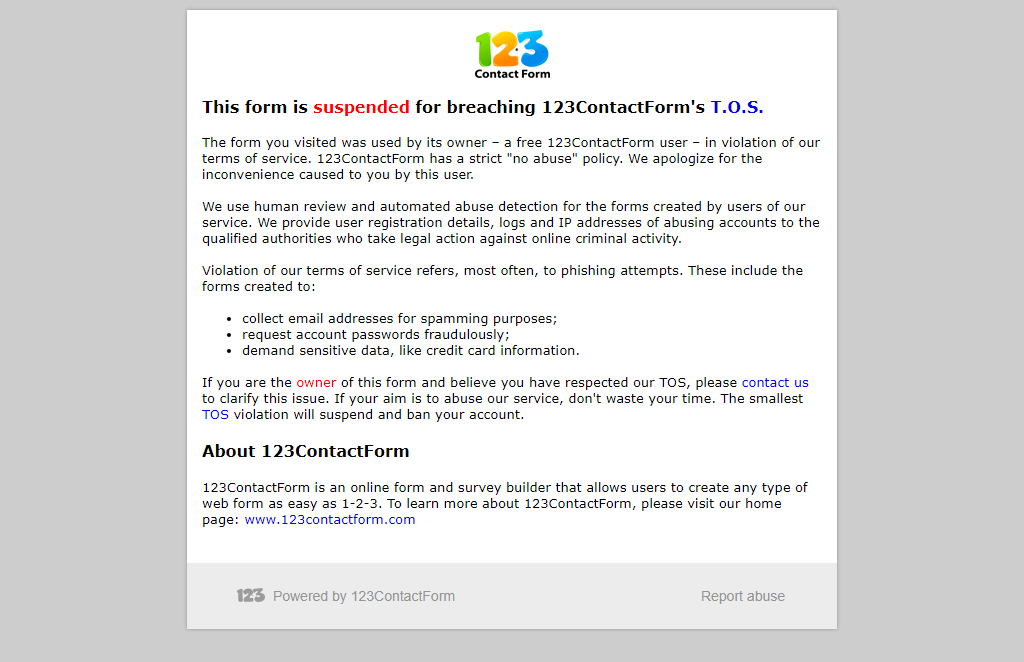 123
Contact Form
This form is suspended for breaching 123ContactForm's T.O.S.
The form you visited was used by its owner – a free 123ContactForm user – in violation of our
terms of service. 123ContactForm has a strict "no abuse" policy. We apologize for the
inconvenience caused to you by this user.
We use human review and automated abuse detection for the forms created by users of our
service. We provide user registration details, logs and IP addresses of abusing accounts to the
qualified authorities who take legal action against online criminal activity.
Violation of our terms of service refers, most often, to phishing attempts. These include the
forms created to:
• collect email addresses for spamming purposes;
• request account passwords fraudulously;
• demand sensitive data, like credit card information.
If you are the owner of this form and believe you have respected our TOS, please contact us
to clarify this issue. If your aim is to abuse our service, don't waste your time. The smallest
TOS violation will suspend and ban your account.
About 123ContactForm
123ContactForm is an online form and survey builder that allows users to create any type of
web form as easy as 1-2-3. To learn more about 123ContactForm, please visit our home
page: www.123contactform.com
123 Powered by 123ContactForm Report abuse